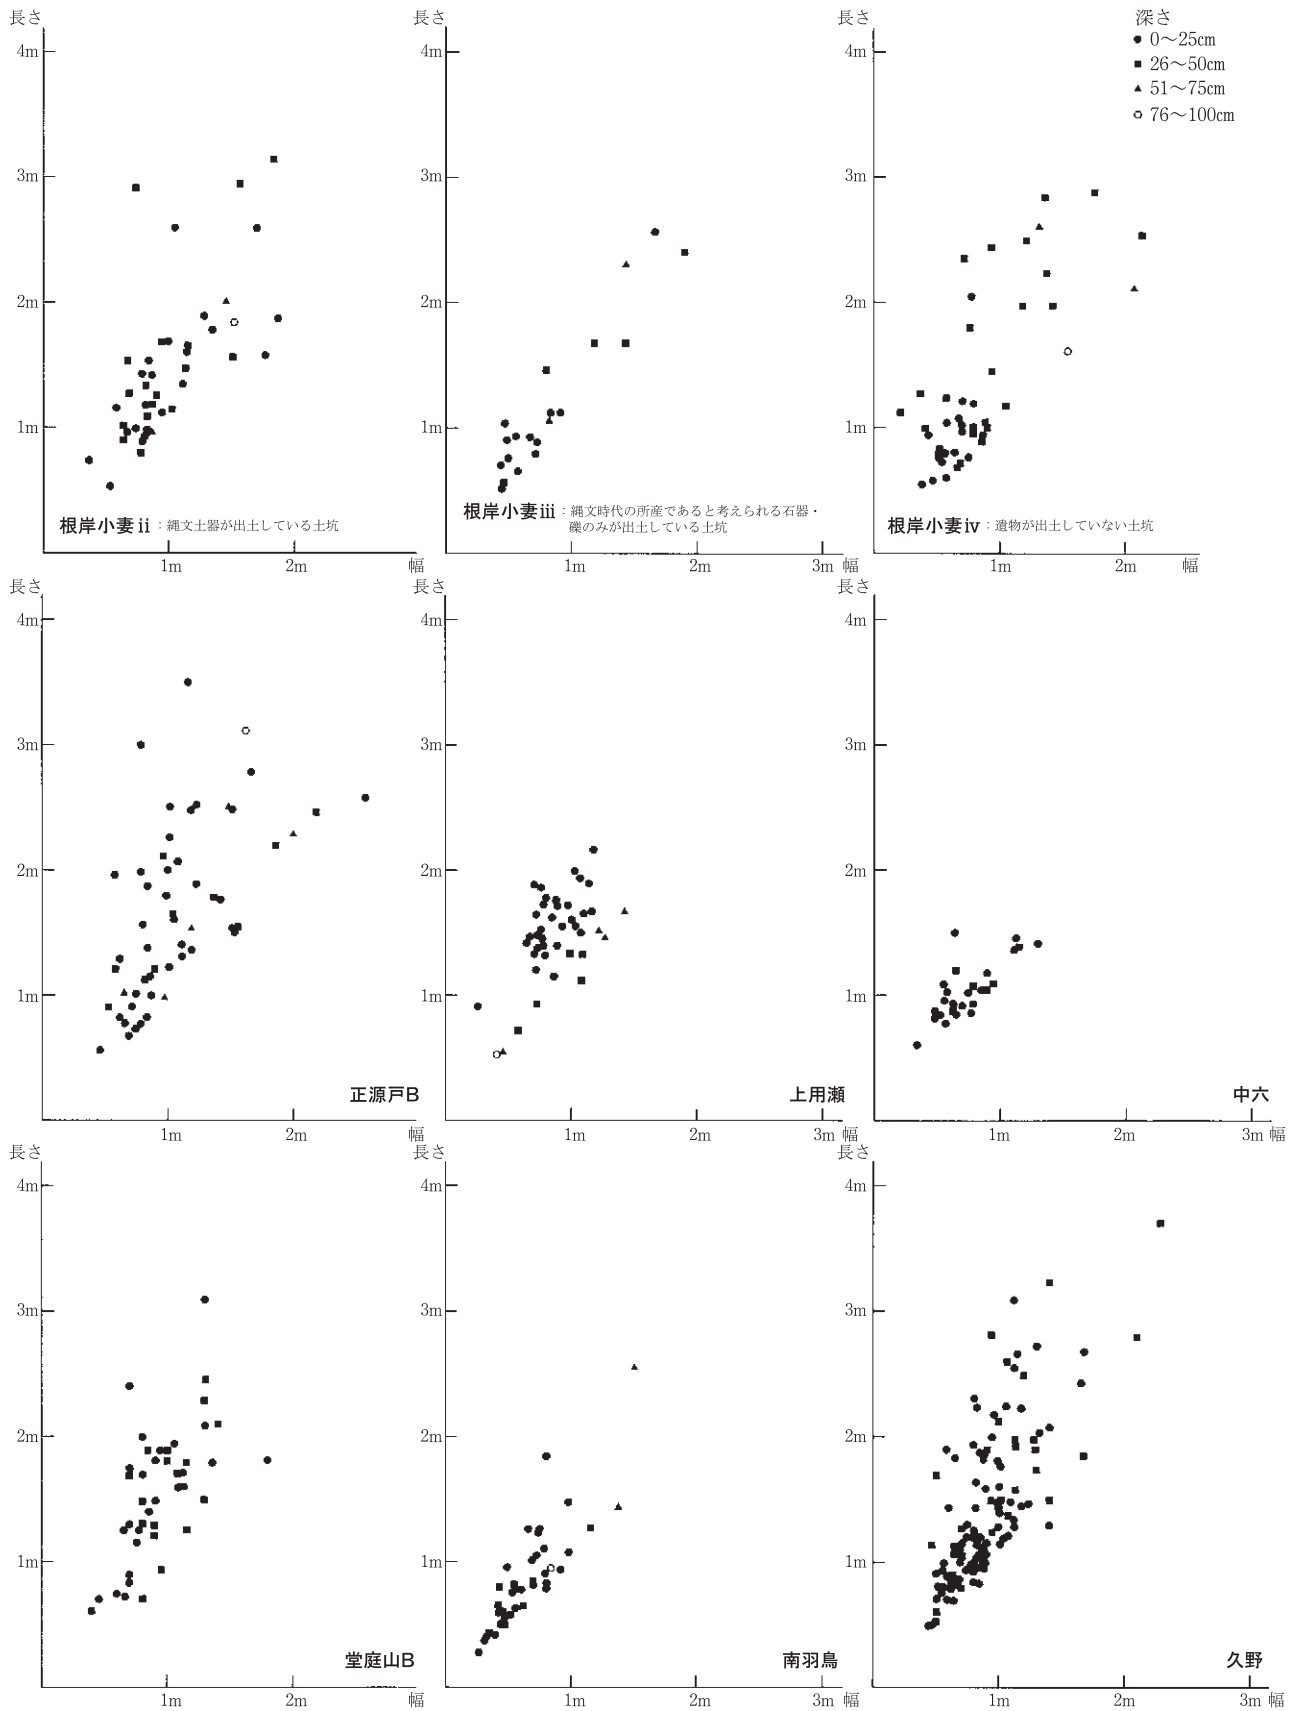 長さ
4m
3m
2m
1m
根岸小妻ii：縄文土器が出土している土坑
1m
2m
幅
長さ
4m
3m
2m
1m
根岸小妻iii：縄文時代の所産であると考えられる石器・
礫のみが出土している土坑
1m
2m
3m 幅
長さ
4m
3m
2m
1m
深さ
0～25㎝
26～50㎝
51～75㎝
76～100㎝
根岸小妻iv：遺物が出土していない土坑
1m
2m
幅
長さ
4m
3m
2m
1m
正源戸B
1m
2m
幅
長さ
4m
3m
2m
1m
上用瀬
1m
2m
3m 幅
長さ
4m
3m
2m
1m
中六
1m
2m
3m 幅
長さ
4m
3m
2m
1m
堂庭山B
1m
2m
幅
長さ
4m
3m
2m
1m
南羽鳥
1m
2m
3m 幅
長さ
4m
3m
2m
1m
久野
1m
2m
3m 幅